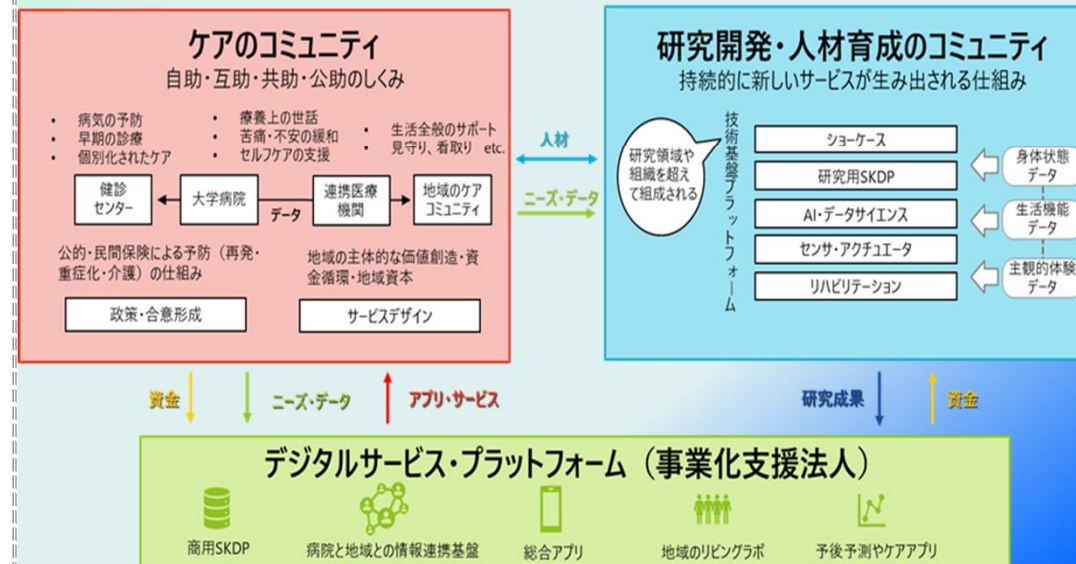 ケアのコミュニティ
自助・互助・共助・公助のしくみ
• 病気の予防
• 早期の診療
• 個別化されたケア
• 療養上の世話
• 苦痛・不安の緩和
• セルフケアの支援
• 生活全般のサポート
• 見守り、看取り etc.
健診
センター
大学病院
データ
連携医療
機関
地域のケア
コミュニティ
公的・民間保険による予防（再発・
重症化・介護）の仕組み
地域の主体的な価値創造・資
金循環・地域資本
政策・合意形成
サービスデザイン
人材
ニーズ・データ
研究開発・人材育成のコミュニティ
持続的に新しいサービスが生み出される仕組み
研究領域や
組織を超え
て組成される
技術基盤プラットフォーム
ショーケース
研究用SKDP
AI・データサイエンス
センサ・アクチュエータ
リハビリテーション
身体状態
データ
生活機能
データ
主観的体験
データ
資金
ニーズ・データ
アプリ・サービス
研究成果
資金
デジタルサービス・プラットフォーム（事業化支援法人）
商用SKDP
病院と地域との情報連携基盤
総合アプリ
地域のリビングラボ
予後予測やケアアプリ